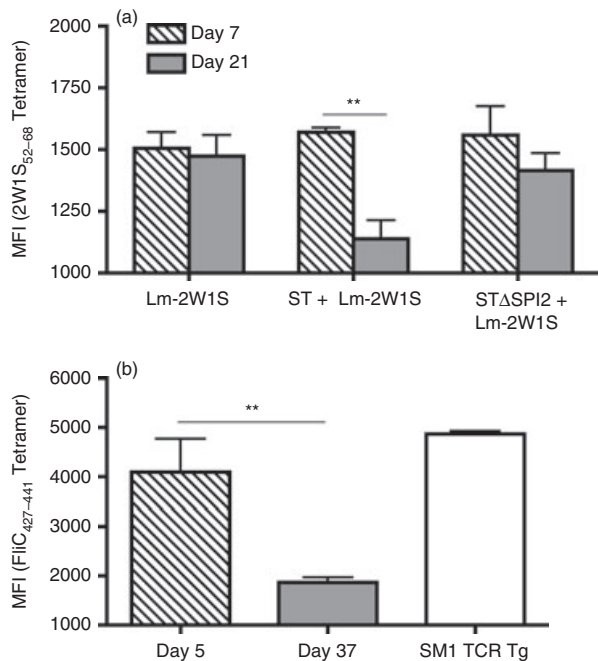 (a)
2000
1750
1500
1250
1000
MFI (2W1S52–68 Tetramer)
Day 7
Day 21
**
Lm-2W1S
ST + Lm-2W1S
STΔSPI2 +
Lm-2W1S
(b)
6000
5000
4000
3000
2000
1000
MFI (FliC427–441 Tetramer)
**
Day 5
Day 37
SM1 TCR Tg